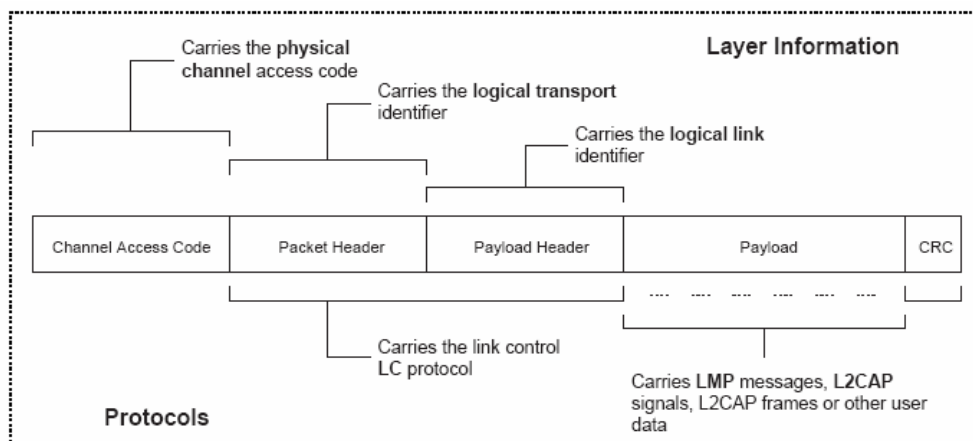 Carries the physical
channel access code
Layer Information
Carries the logical transport
identifier
Carries the logical link
identifier
Channel Access Code
Packet Header
Payload Header
Payload
CRC
Carries the link control
LC protocol
Carries LMP messages, L2CAP
signals, L2CAP frames or other user
data
Protocols